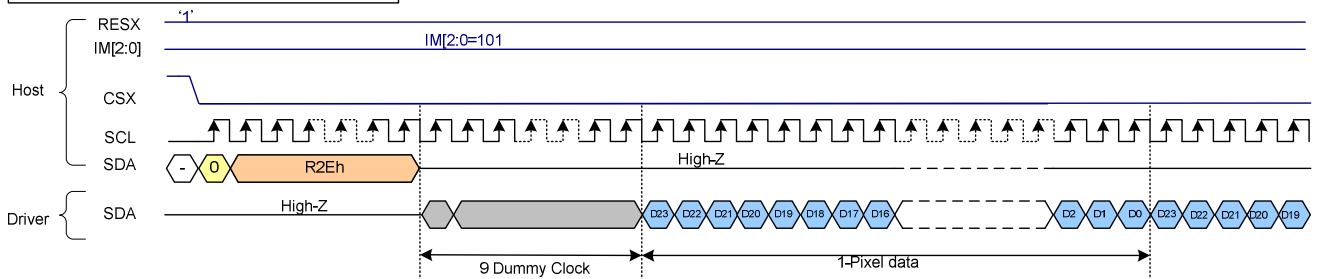 RESX
'1'
IM[2:0]
IM[2:0=101
Host
CSX
SCL
SDA
-
0
R2Eh
High-Z
Driver
SDA
High-Z
D23 D22 D21 D20 D19 D18 D17 D16
D2 D1 D0 D23 D22 D21 D20 D19
9 Dummy Clock
1-Pixel data